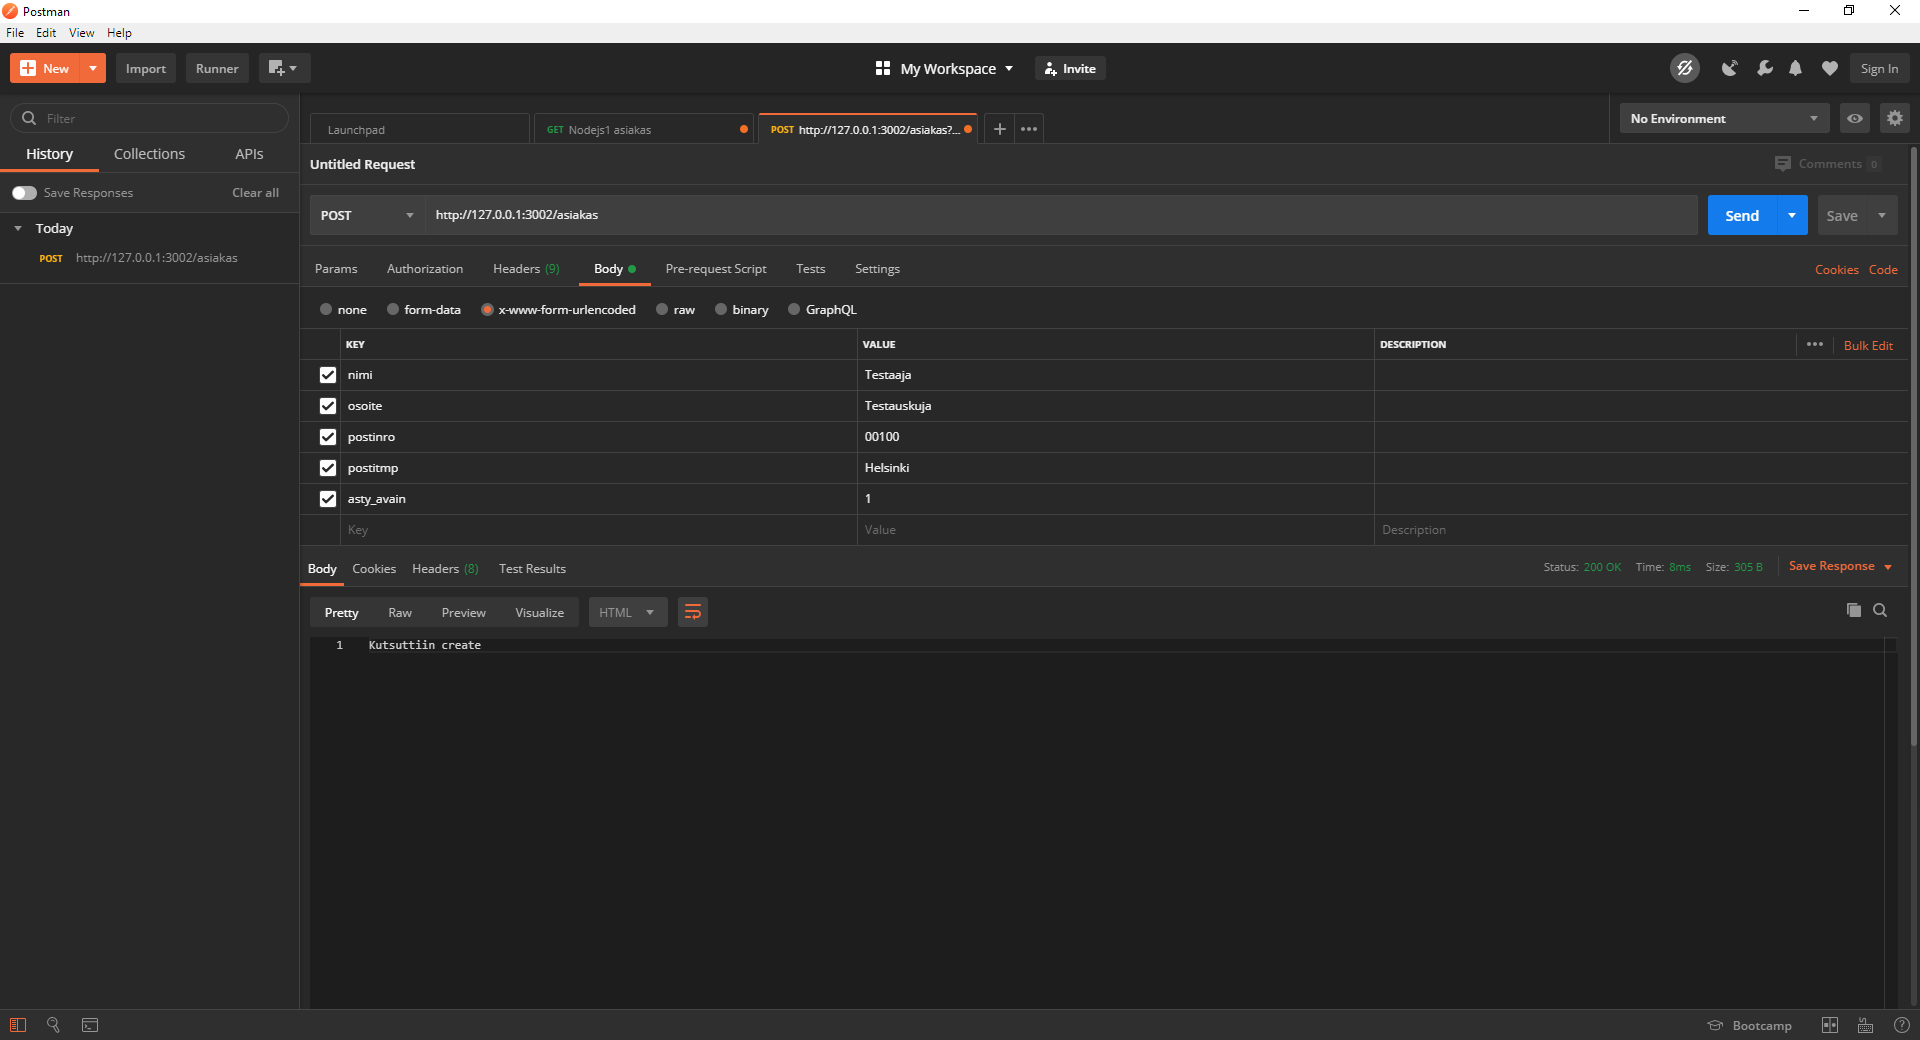 Postman
File Edit View Help
New Import Runner My Workspace Invite Sign In
Filter
History Collections APIs
Save Responses Clear all
Today
POST http://127.0.0.1:3002/asiakas
Launchpad GET Nodejs1 asiakas POST http://127.0.0.1:3002/asiakas?... No Environment
Untitled Request Comments 0
POST http://127.0.0.1:3002/asiakas Send Save
Params Authorization Headers (9) Body Pre-request Script Tests Settings Cookies Code
none form-data x-www-form-urlencoded raw binary GraphQL
KEY VALUE DESCRIPTION Bulk Edit
nimi Testaaja
osoite Testauskuja
postinro 00100
postitmp Helsinki
asty_avain 1
Key Value Description
Body Cookies Headers (8) Test Results Status: 200 OK Time: 8ms Size: 305 B Save Response
Pretty Raw Preview Visualize HTML
1 Kutsuttiin create
Bootcamp